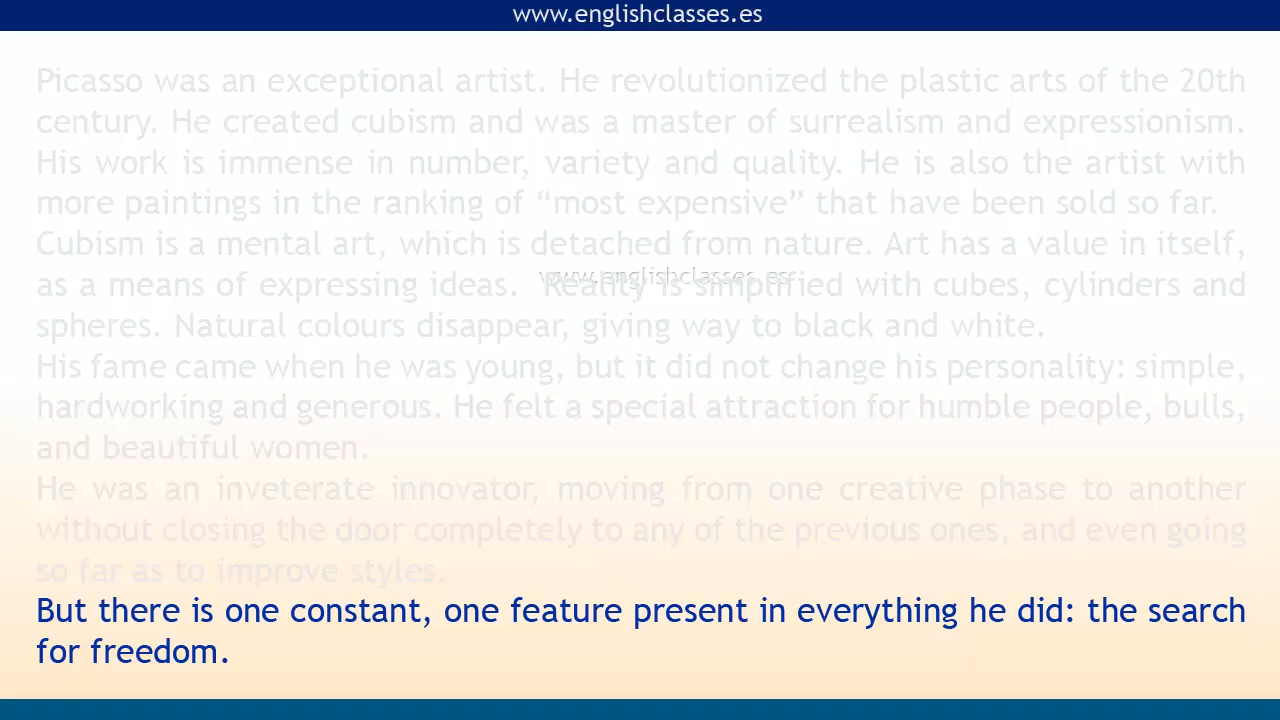 www.englishclasses.es
Picasso was an exceptional artist. He revolutionized the plastic arts of the 20th
century. He created cubism and was a master of surrealism and expressionism.
His work is immense in number, variety and quality. He is also the artist with
more paintings in the ranking of “most expensive” that have been sold so far.
Cubism is a mental art, which is detached from nature. Art has a value in itself,
www.englishclasses.es
as a means of expressing ideas. Reality is simplified with cubes, cylinders and
spheres. Natural colours disappear, giving way to black and white.
His fame came when he was young, but it did not change his personality: simple,
hardworking and generous. He felt a special attraction for humble people, bulls,
and beautiful women.
He was an inveterate innovator, moving from one creative phase to another
without closing the door completely to any of the previous ones, and even going
so far as to improve styles.
But there is one constant, one feature present in everything he did: the search
for freedom.